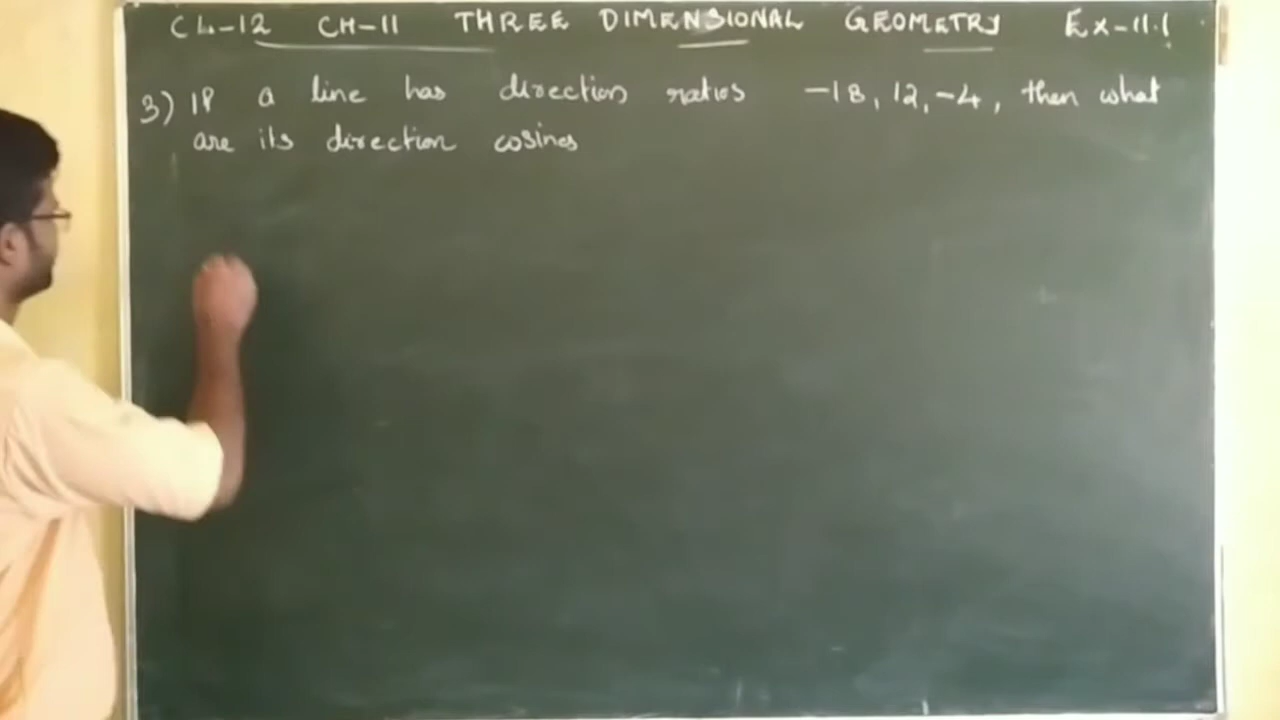 CL-12 CH-11 THREE DIMENSIONAL GEOMETRY Ex-11.1
3) If a line has direction ratios -18, 12, -4, then what
are its direction cosines